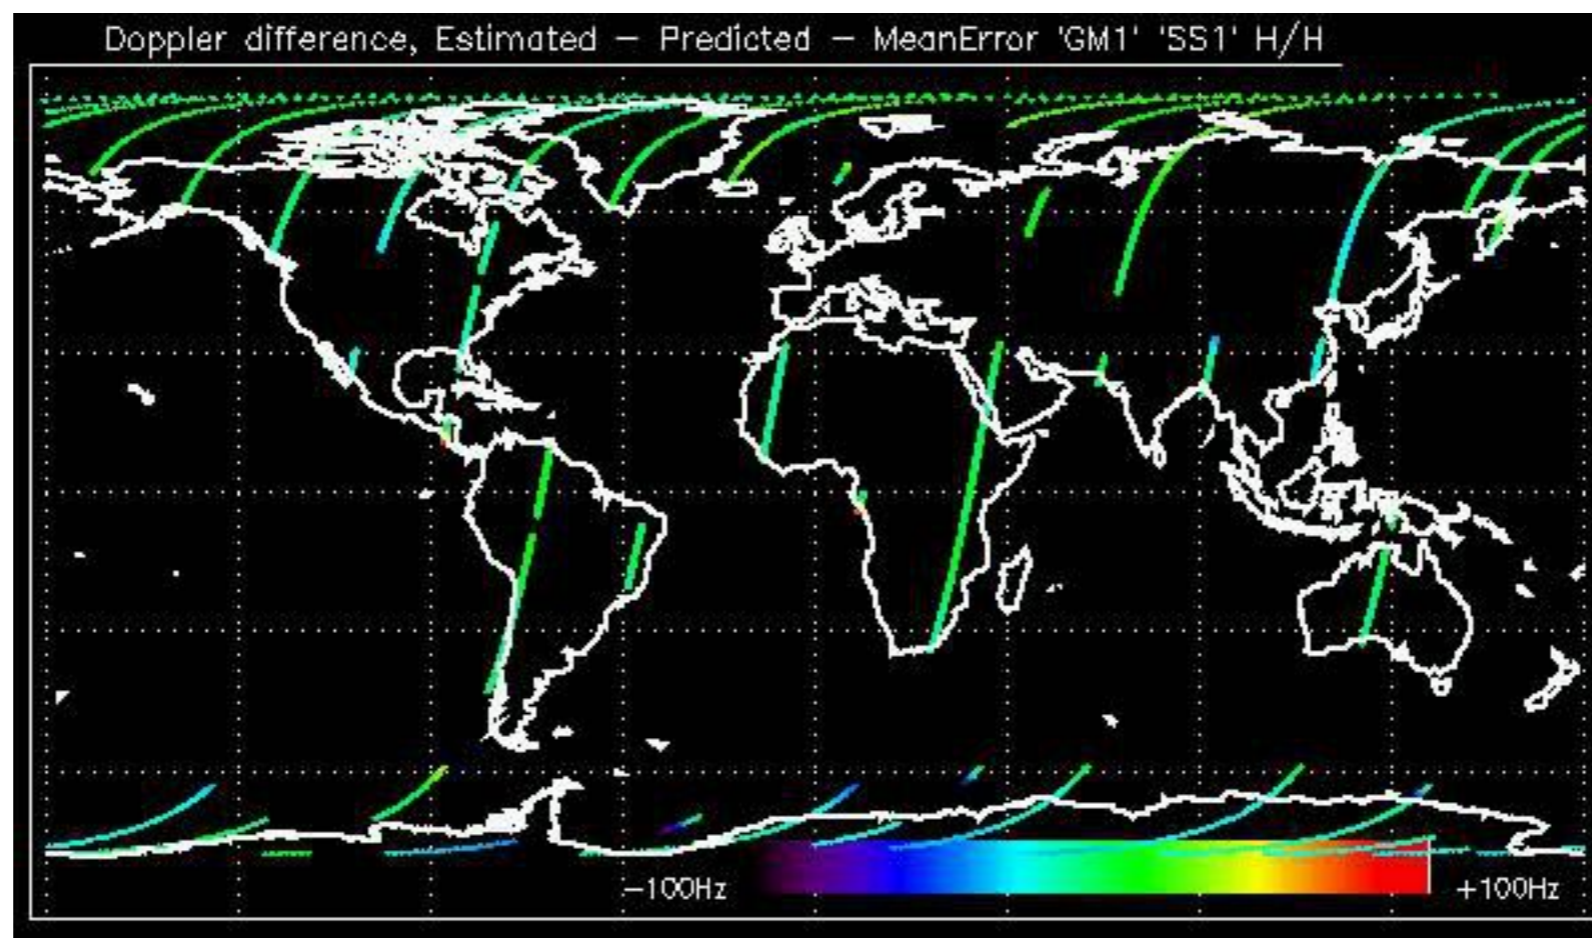 Doppler difference, Estimated – Predicted – MeanError 'GM1' 'SS1' H/H
–100Hz
+100Hz